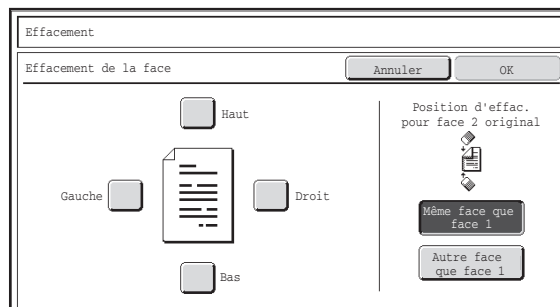 Effacement
Effacement de la face
Annuler
OK
Haut
Gauche
Droit
Bas
Position d'effac.
pour face 2 original
Même face que
face 1
Autre face
que face 1